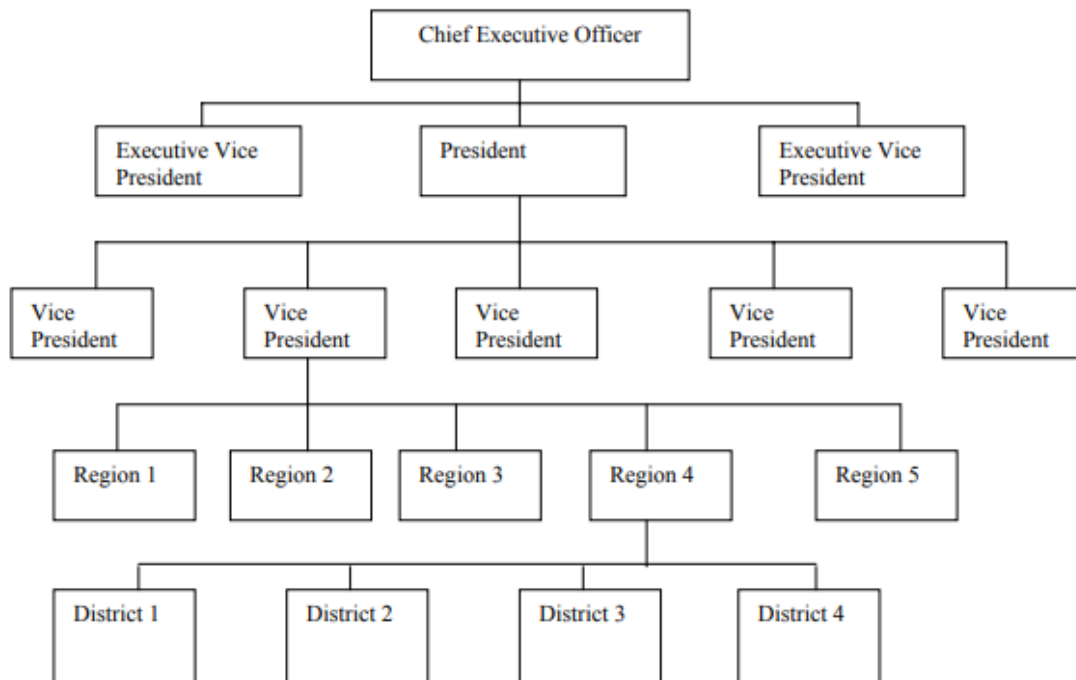 Chief Executive Officer
Executive Vice
President
President
Executive Vice
President
Vice
President
Vice
President
Vice
President
Vice
President
Vice
President
Region 1
Region 2
Region 3
Region 4
Region 5
District 1
District 2
District 3
District 4